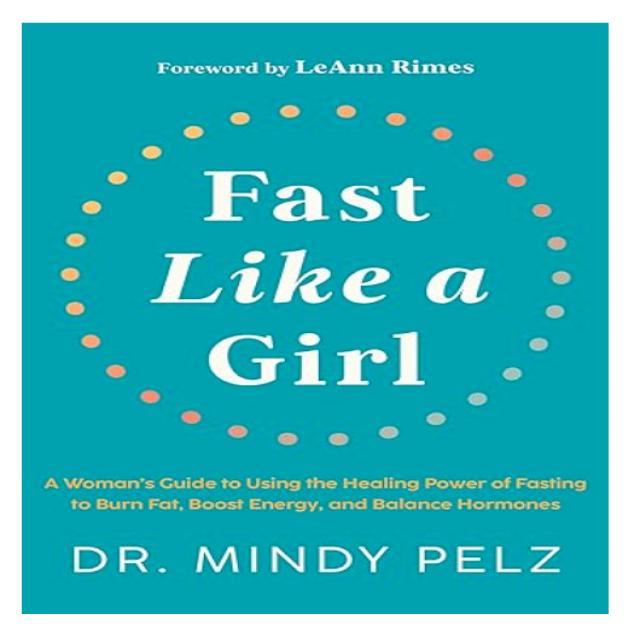 Foreword by LeAnn Rimes
Fast
Like a
Girl
A Woman's Guide to Using the Healing Power of Fasting
to Burn Fat, Boost Energy, and Balance Hormones
DR. MINDY PELZ